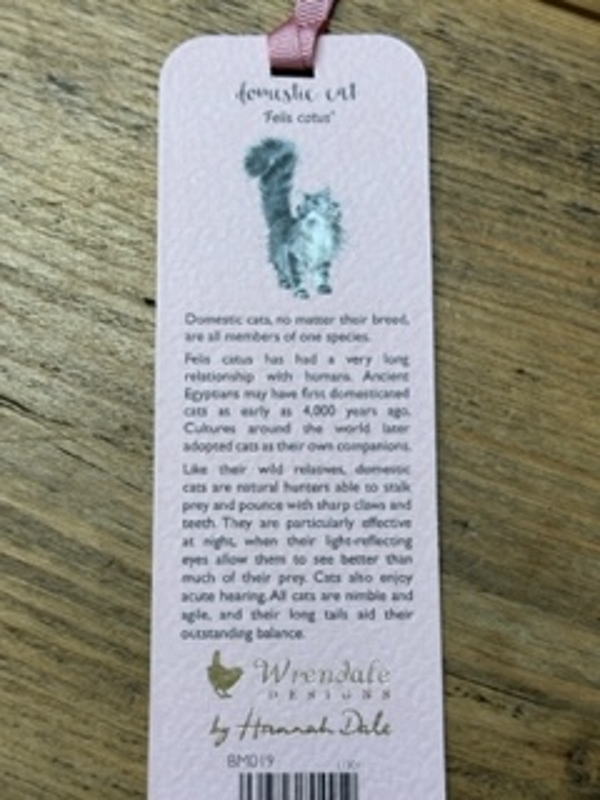 domestic cat
'Felis catus'
Domestic cats, no matter their breed,
are all members of one species.
Felis catus has had a very long
relationship with humans. Ancient
Egyptians may have first domesticated
cats as early as 4,000 years ago.
Cultures around the world later
adopted cats as their own companions.
Like their wild relatives, domestic
cats are natural hunters able to stalk
prey and pounce with sharp claws and
teeth. They are particularly effective
at night, when their light-reflecting
eyes allow them to see better than
much of their prey. Cats also enjoy
acute hearing. All cats are nimble and
agile, and their long tails aid their
outstanding balance.
Wrendale
DESIGNS
by Hannah Dale
BM019